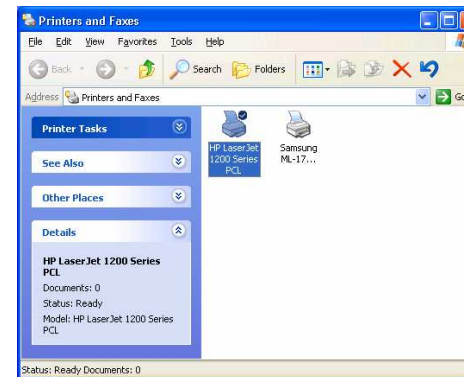 Printers and Faxes
File Edit View Favorites Tools Help
Back Search Folders
Address Printers and Faxes Go
Printer Tasks
See Also
Other Places
Details
HP LaserJet 1200 Series
PCL
Documents: 0
Status: Ready
Model: HP LaserJet 1200 Series
PCL
HP LaserJet
1200 Series
PCL
Samsung
ML-17...
Status: Ready Documents: 0